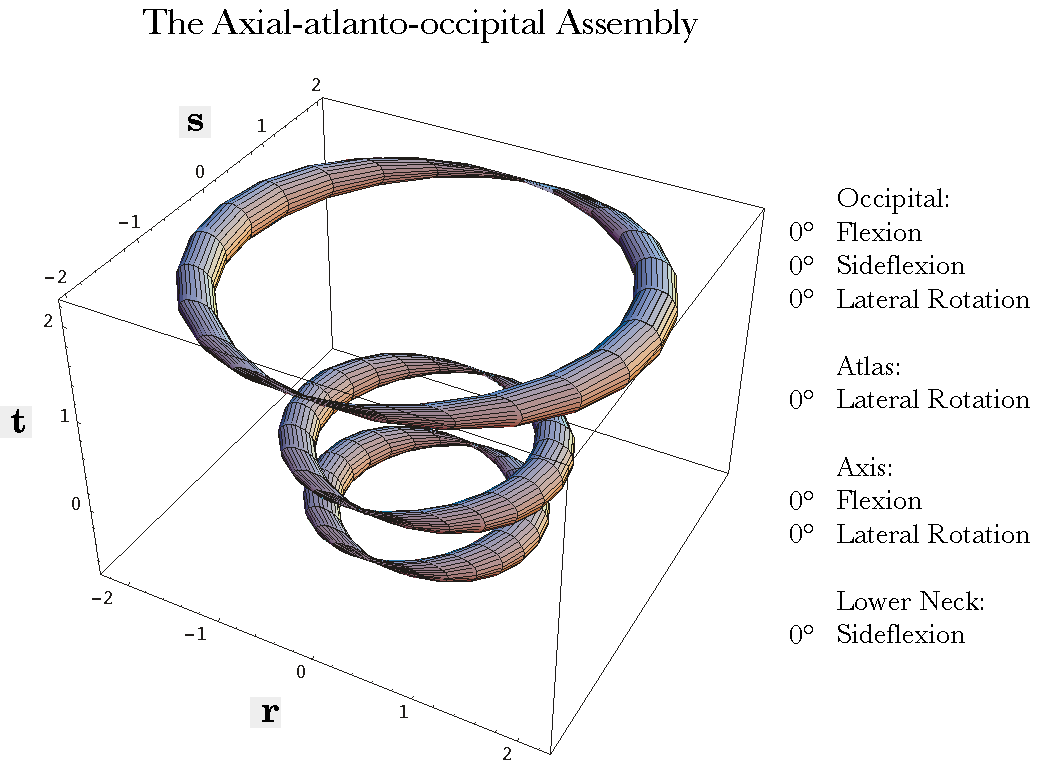 The Axial-atlanto-occipital Assembly
2
s
1
0
−1
−2
2
t
1
0
−2
−1
0
r
1
2
Occipital:
0° Flexion
0° Sideflexion
0° Lateral Rotation
Atlas:
0° Lateral Rotation
Axis:
0° Flexion
0° Lateral Rotation
Lower Neck:
0° Sideflexion